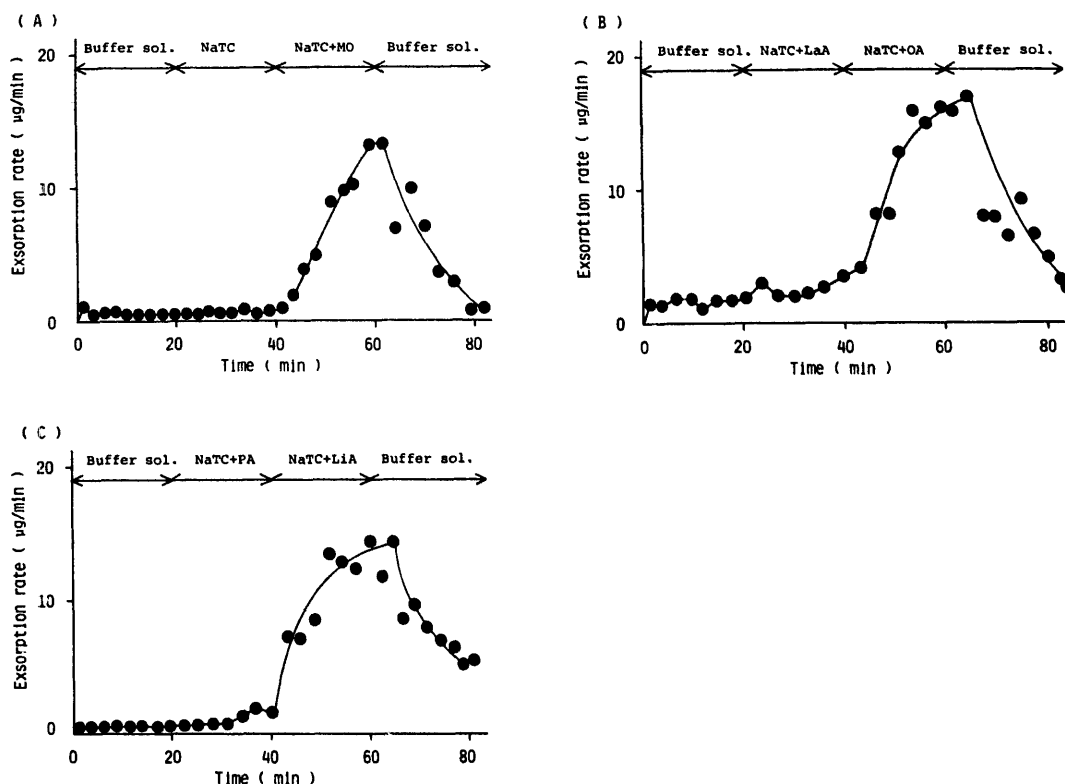 ( A )
Buffer sol. NaTC NaTC+MO Buffer sol.
20
10
0
Exsorption rate ( µg/min )
0 20 40 60 80
Time ( min )
( B )
Buffer sol. NaTC+LaA NaTC+OA Buffer sol.
20
10
0
Exsorption rate ( µg/min )
0 20 40 60 80
Time ( min )
( C )
Buffer sol. NaTC+PA NaTC+LiA Buffer sol.
20
10
0
Exsorption rate ( µg/min )
0 20 40 60 80
Time ( min )